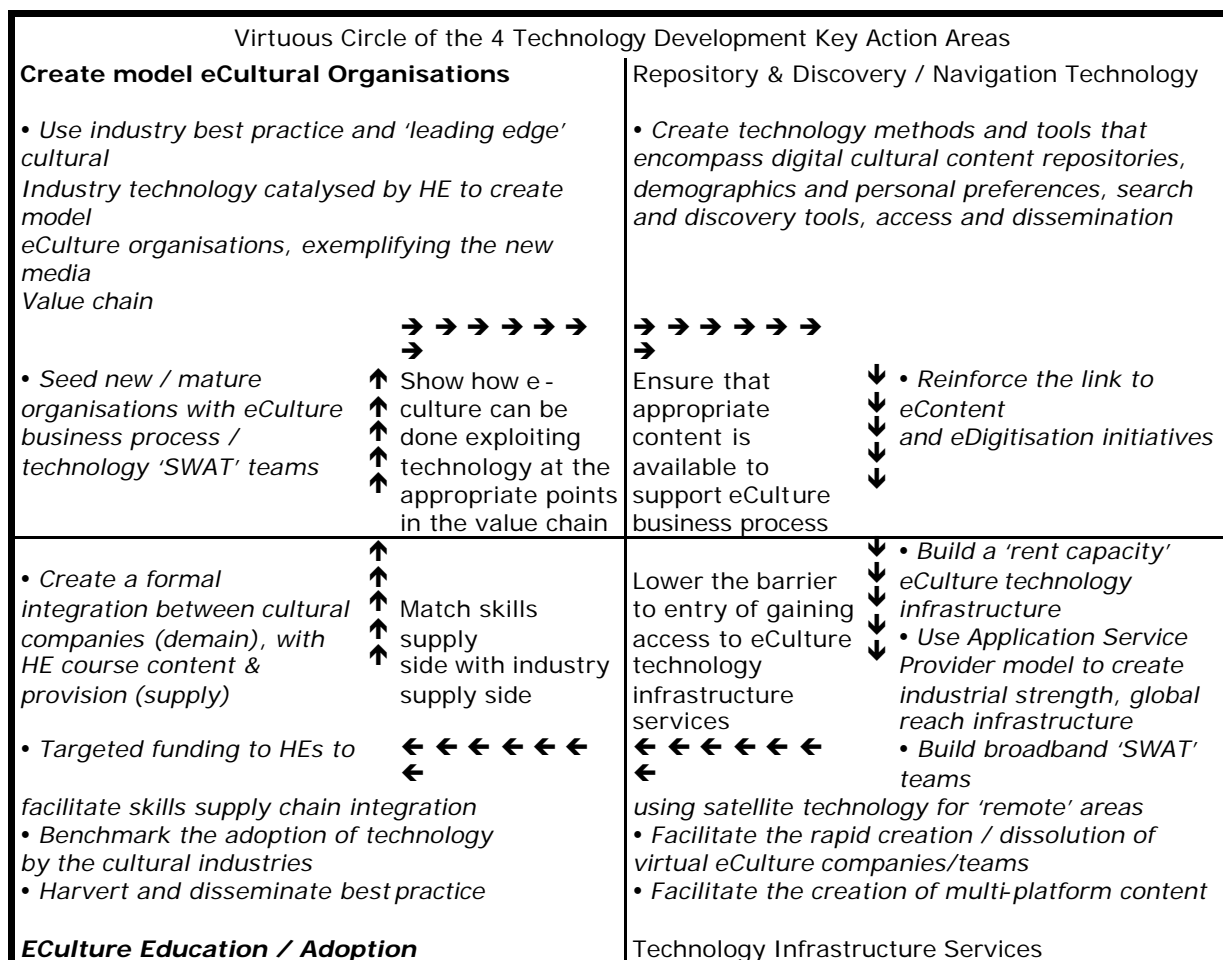 Virtuous Circle of the 4 Technology Development Key Action Areas
Create model eCultural Organisations
• Use industry best practice and ‘leading edge’
cultural
Industry technology catalysed by HE to create
model
eCulture organisations, exemplifying the new
media
Value chain
➔ ➔ ➔ ➔ ➔ ➔
➔
• Seed new / mature
organisations with eCulture
business process /
technology ‘SWAT’ teams
Show how e-
culture can be
done exploiting
technology at the
appropriate points
in the value chain
Repository & Discovery / Navigation Technology
• Create technology methods and tools that
encompass digital cultural content repositories,
demographics and personal preferences, search
and discovery tools, access and dissemination
➔ ➔ ➔ ➔ ➔ ➔
➔
Ensure that
appropriate
content is
available to
support eCulture
business process
• Reinforce the link to
eContent
and eDigitisation initiatives
• Create a formal
integration between cultural
companies (demain), with
HE course content &
provision (supply)
Match skills
supply
side with industry
supply side
• Targeted funding to HEs to
🡰 🡰 🡰 🡰 🡰 🡰
🡰
facilitate skills supply chain integration
• Benchmark the adoption of technology
by the cultural industries
• Harvert and disseminate best practice
ECulture Education / Adoption
Lower the barrier
to entry of gaining
access to eCulture
technology
infrastructure
services
• Build a ‘rent capacity’
eCulture technology
infrastructure
• Use Application Service
Provider model to create
industrial strength, global
reach infrastructure
🡰 🡰 🡰 🡰 🡰 🡰
🡰
• Build broadband ‘SWAT’
teams
using satellite technology for ‘remote’ areas
• Facilitate the rapid creation / dissolution of
virtual eCulture companies/teams
• Facilitate the creation of multi-platform content
Technology Infrastructure Services